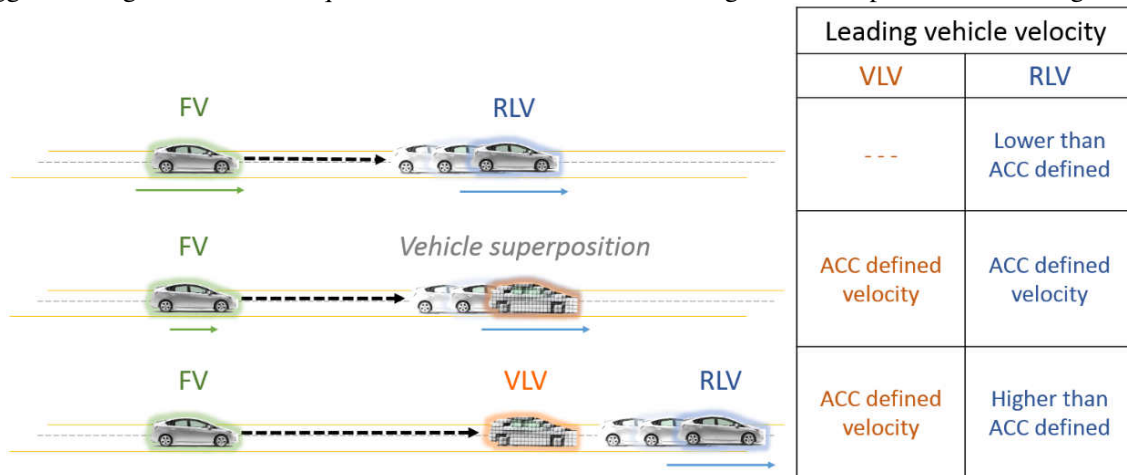 Leading vehicle velocity
VLV RLV
FV RLV
- - - Lower than
ACC defined
FV Vehicle superposition
ACC defined ACC defined
velocity velocity
FV VLV RLV
ACC defined Higher than
velocity ACC defined